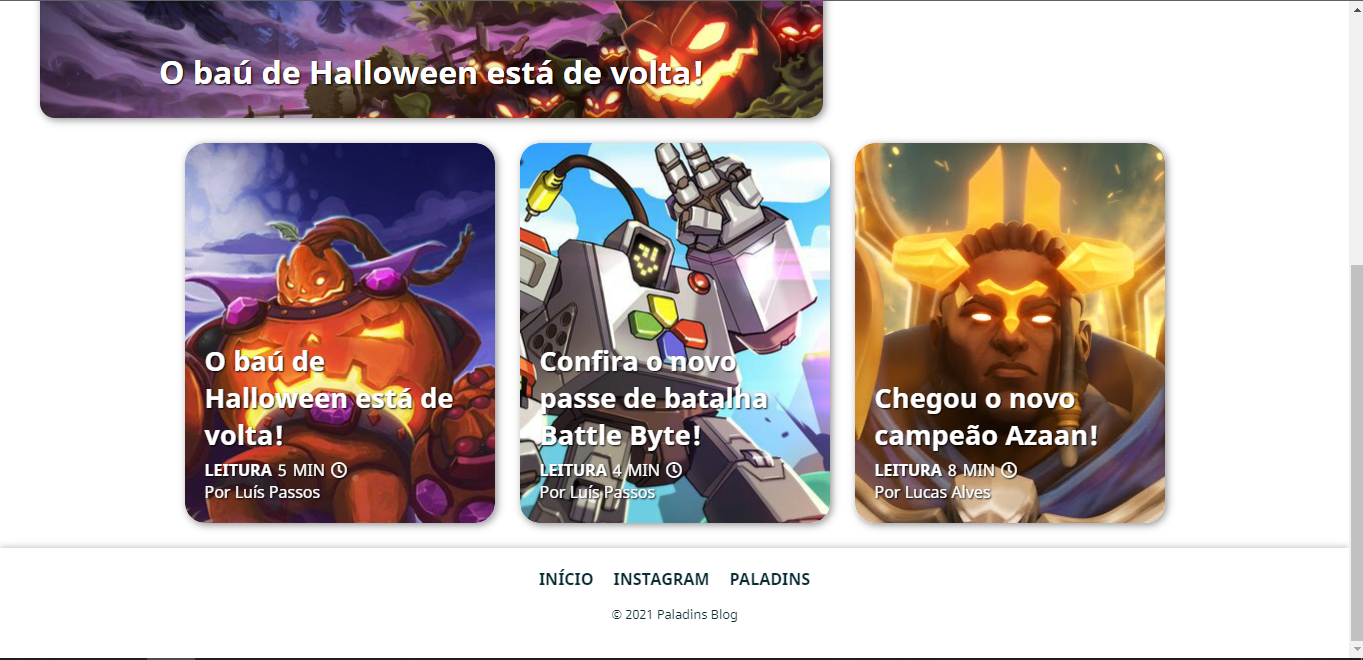 O baú de Halloween está de volta!
O baú de
Halloween está de
volta!
LEITURA 5 MIN
Por Luís Passos
Confira o novo
passe de batalha
Battle Byte!
LEITURA 4 MIN
Por Luís Passos
Chegou o novo
campeão Azaan!
LEITURA 8 MIN
Por Lucas Alves
INÍCIO INSTAGRAM PALADINS
© 2021 Paladins Blog